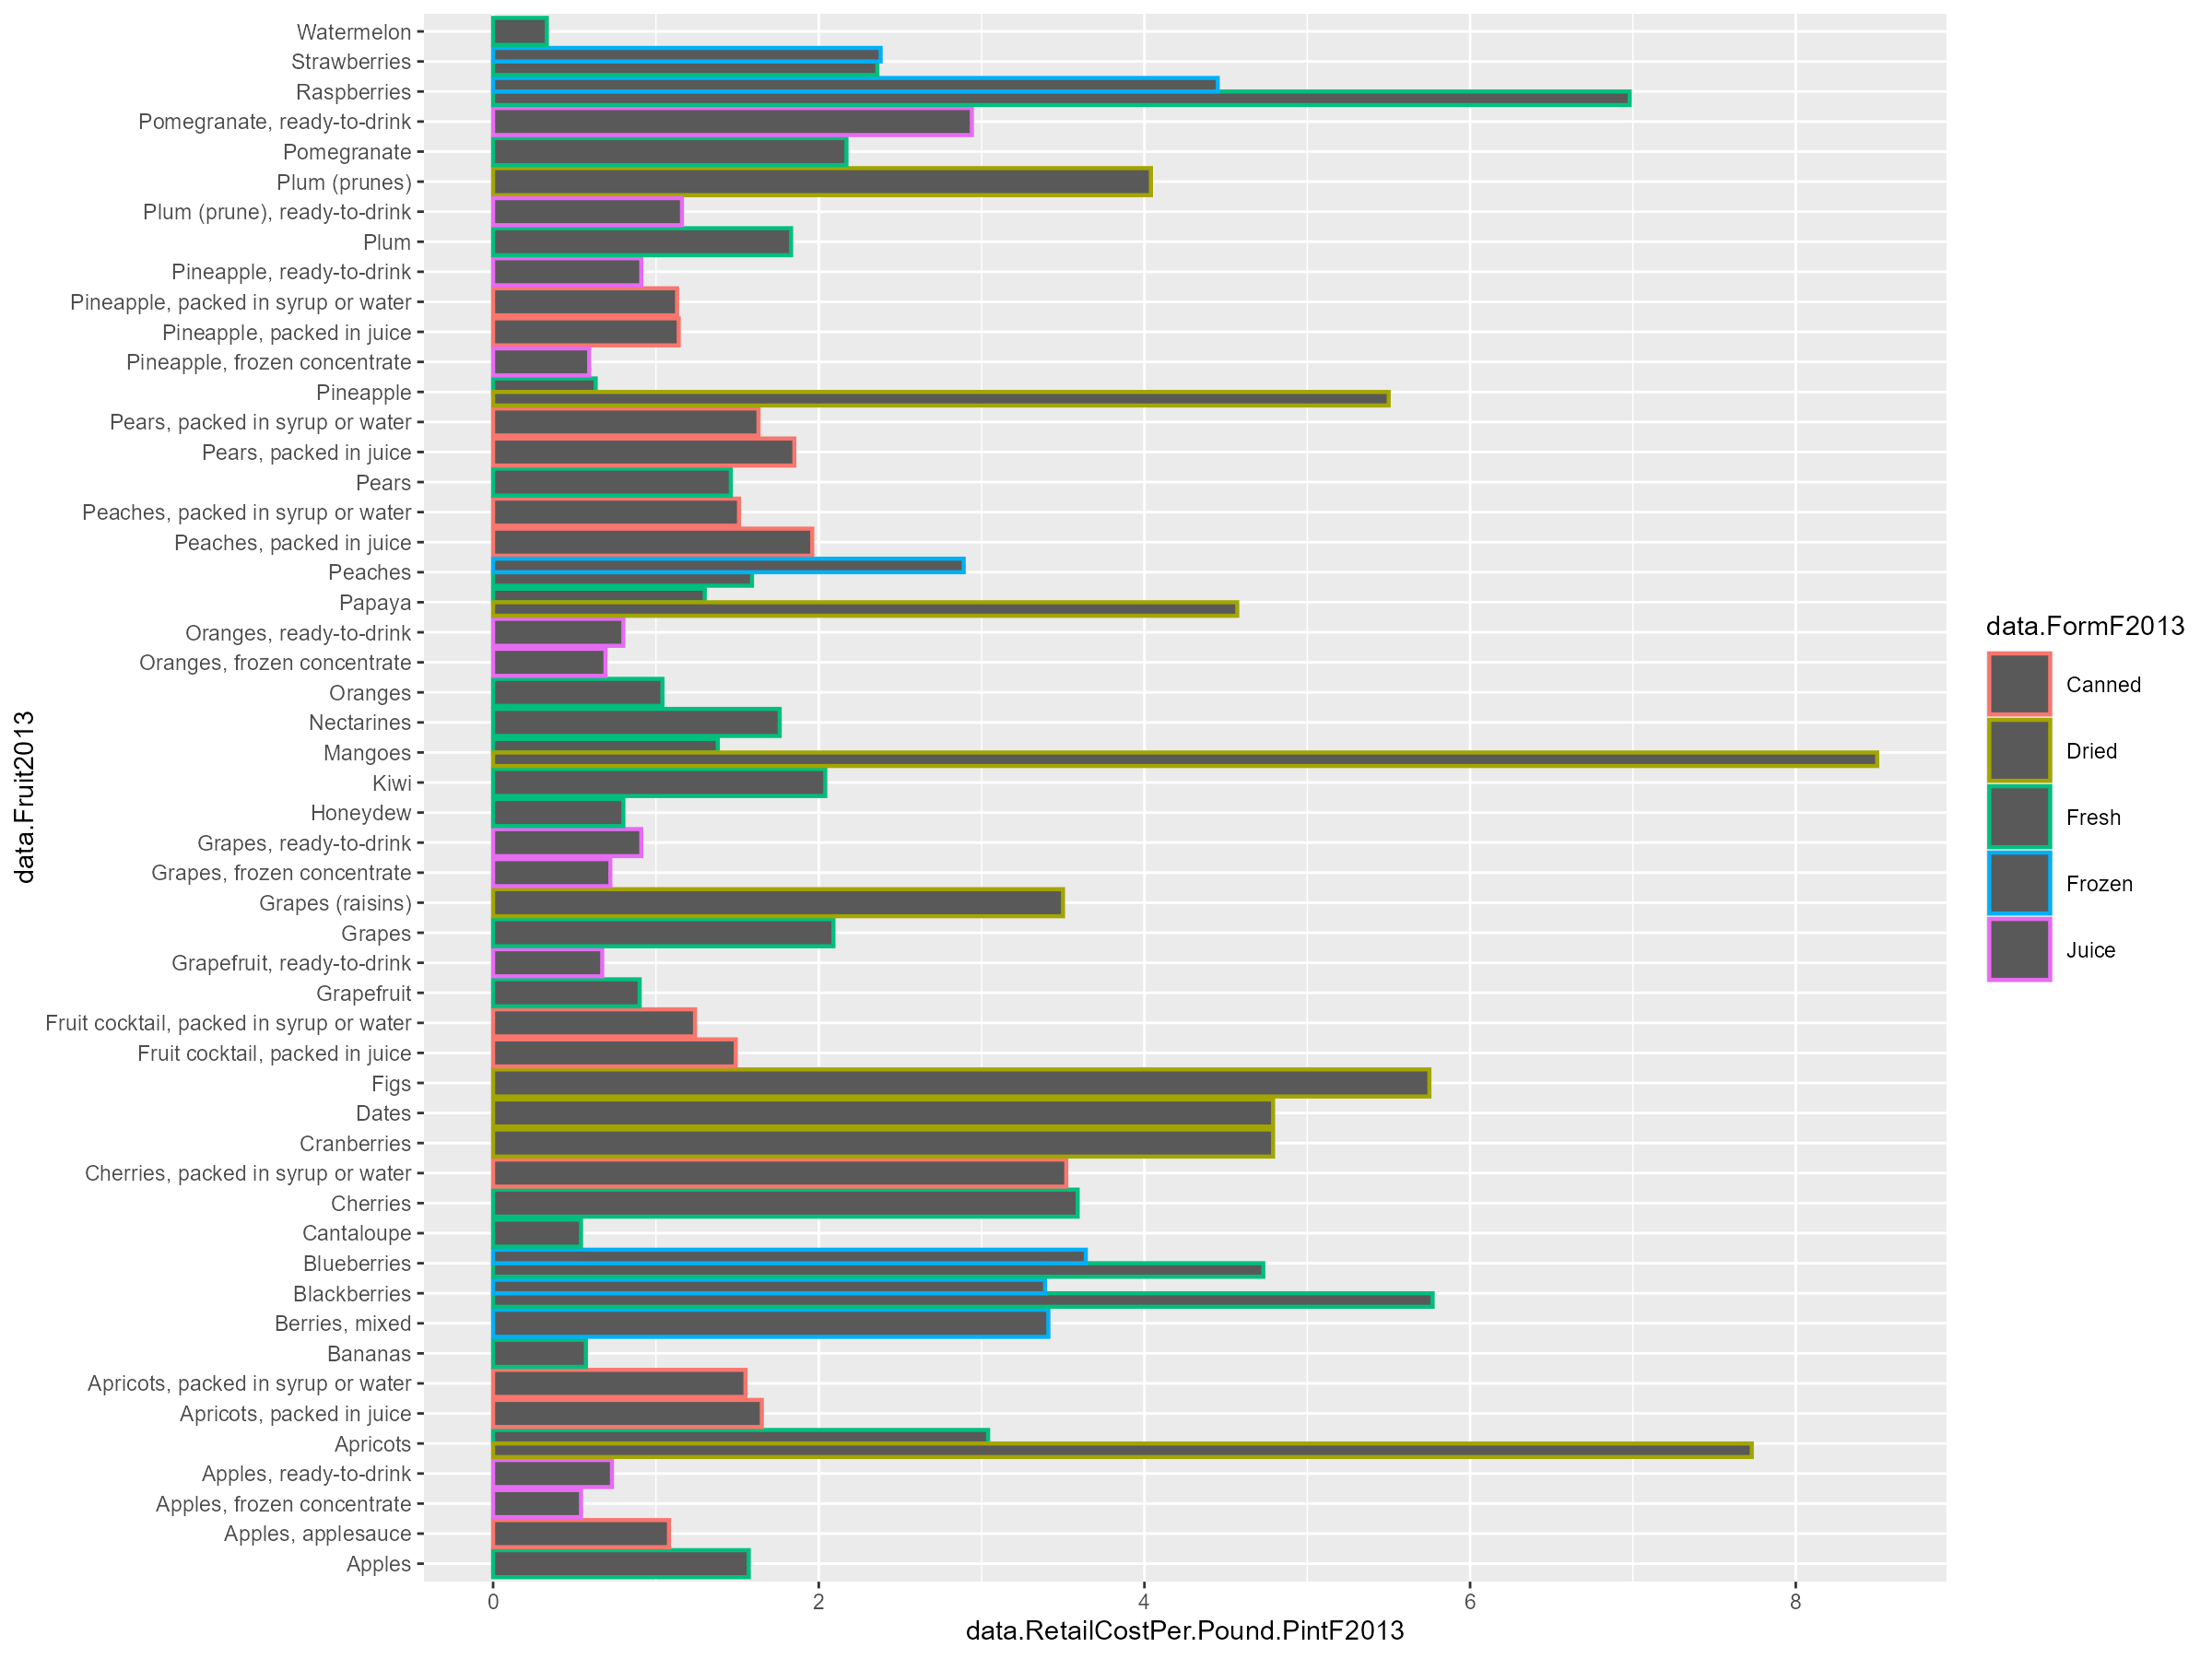 data.Fruit2013
Watermelon
Strawberries
Raspberries
Pomegranate, ready-to-drink
Pomegranate
Plum (prunes)
Plum (prune), ready-to-drink
Plum
Pineapple, ready-to-drink
Pineapple, packed in syrup or water
Pineapple, packed in juice
Pineapple, frozen concentrate
Pineapple
Pears, packed in syrup or water
Pears, packed in juice
Pears
Peaches, packed in syrup or water
Peaches, packed in juice
Peaches
Papaya
Oranges, ready-to-drink
Oranges, frozen concentrate
Oranges
Nectarines
Mangoes
Kiwi
Honeydew
Grapes, ready-to-drink
Grapes, frozen concentrate
Grapes (raisins)
Grapes
Grapefruit, ready-to-drink
Grapefruit
Fruit cocktail, packed in syrup or water
Fruit cocktail, packed in juice
Figs
Dates
Cranberries
Cherries, packed in syrup or water
Cherries
Cantaloupe
Blueberries
Blackberries
Berries, mixed
Bananas
Apricots, packed in syrup or water
Apricots, packed in juice
Apricots
Apples, ready-to-drink
Apples, frozen concentrate
Apples, applesauce
Apples
0 2 4 6 8
data.RetailCostPer.Pound.PintF2013
data.FormF2013
Canned
Dried
Fresh
Frozen
Juice